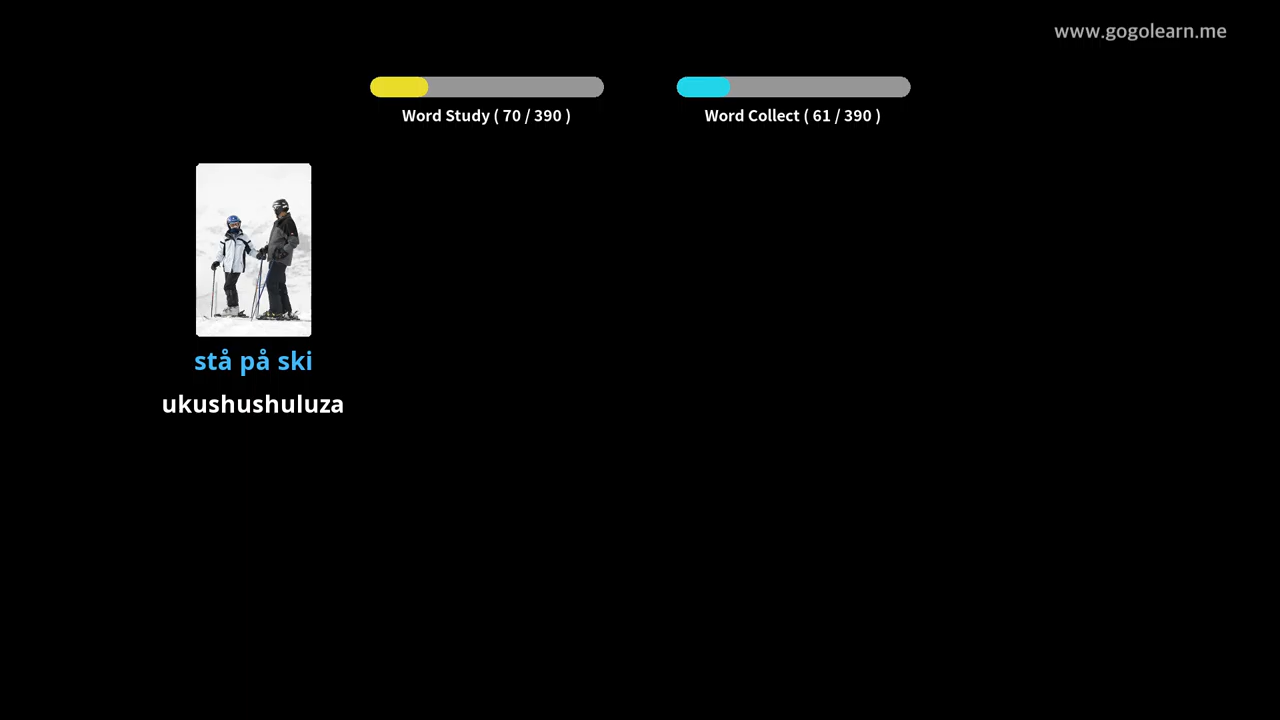 www.gogolearn.me
Word Study ( 70 / 390 )
Word Collect ( 61 / 390 )
stå på ski
ukushushuluza